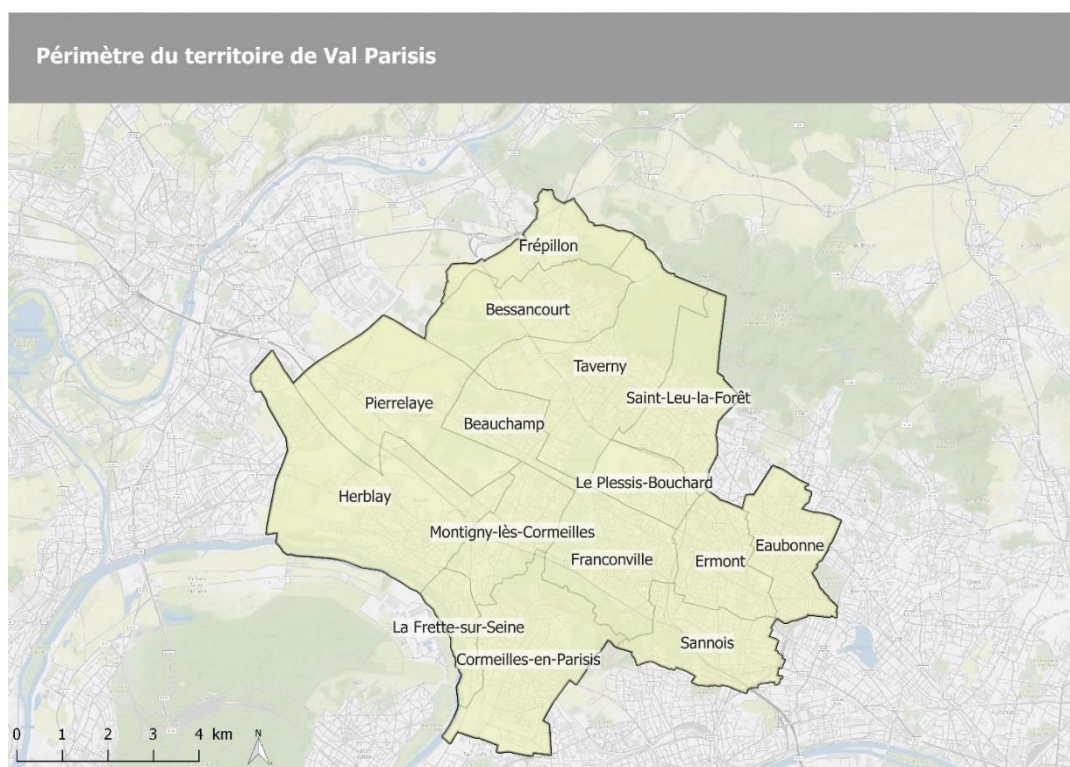 Périmètre du territoire de Val Parisis
Frépillon
Bessancourt
Taverny
Saint-Leu-la-Forêt
Pierrelaye
Beauchamp
Le Plessis-Bouchard
Herblay
Montigny-lès-Cormeilles
Franconville
Ermont
Eaubonne
La Frette-sur-Seine
Sannois
Cormeilles-en-Parisis
0 1 2 3 4 km
N